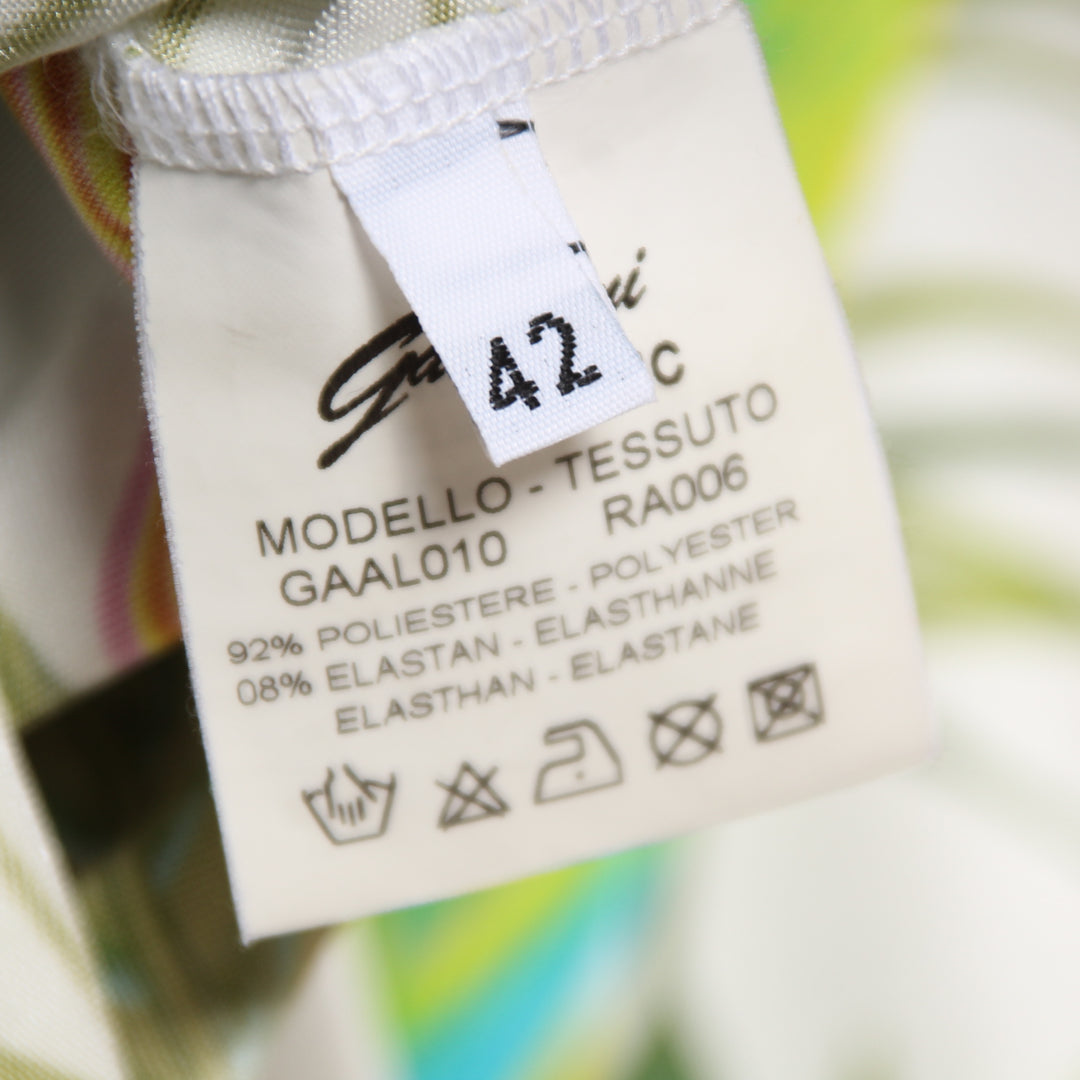 42
MODELLO - TESSUTO
GAAL010 RA006
92% POLIESTERE - POLYESTER
08% ELASTAN - ELASTHANNE
ELASTHAN - ELASTANE